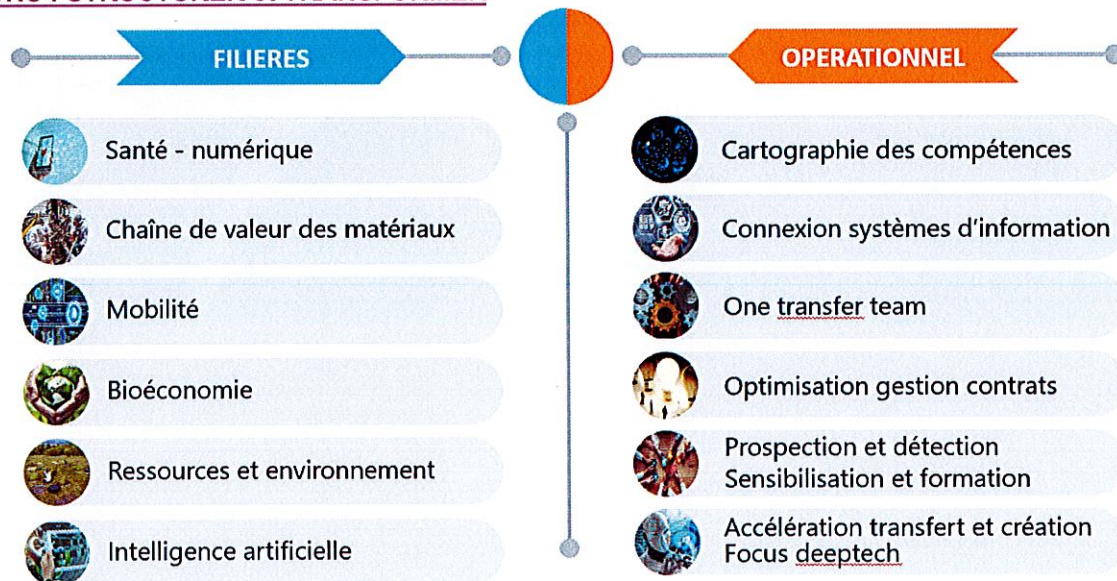 FILIERES
Santé - numérique
Chaîne de valeur des matériaux
Mobilité
Bioéconomie
Ressources et environnement
Intelligence artificielle
OPERATIONNEL
Cartographie des compétences
Connexion systèmes d'information
One transfer team
Optimisation gestion contrats
Prospection et détection
Sensibilisation et formation
Accélération transfert et création
Focus deeptech